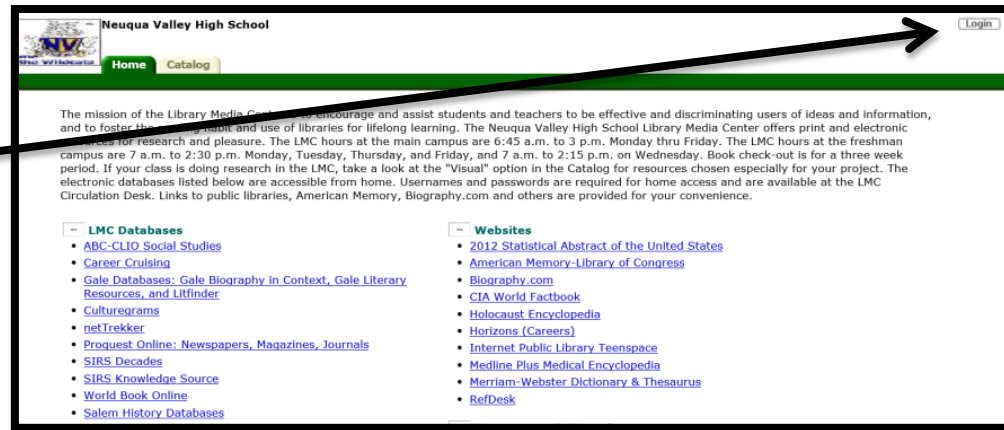 Neuqua Valley High School
Login
NV
the Wildcats
Home
Catalog
The mission of the Library Media Center is to encourage and assist students and teachers to be effective and discriminating users of ideas and information,
and to foster the reading habit and use of libraries for lifelong learning. The Neuqua Valley High School Library Media Center offers print and electronic
resources for research and pleasure. The LMC hours at the main campus are 6:45 a.m. to 3 p.m. Monday thru Friday. The LMC hours at the freshman
campus are 7 a.m. to 2:30 p.m. Monday, Tuesday, Thursday, and Friday, and 7 a.m. to 2:15 p.m. on Wednesday. Book check-out is for a three week
period. If your class is doing research in the LMC, take a look at the "Visual" option in the Catalog for resources chosen especially for your project. The
electronic databases listed below are accessible from home. Usernames and passwords are required for home access and are available at the LMC
Circulation Desk. Links to public libraries, American Memory, Biography.com and others are provided for your convenience.
LMC Databases
ABC-CLIO Social Studies
Career Cruising
Gale Databases: Gale Biography in Context, Gale Literary
Resources, and Litfinder
Culturegrams
netTrekker
Proquest Online: Newspapers, Magazines, Journals
SIRS Decades
SIRS Knowledge Source
World Book Online
Salem History Databases
Websites
2012 Statistical Abstract of the United States
American Memory-Library of Congress
Biography.com
CIA World Factbook
Holocaust Encyclopedia
Horizons (Careers)
Internet Public Library Teenspace
Medline Plus Medical Encyclopedia
Merriam-Webster Dictionary & Thesaurus
RefDesk